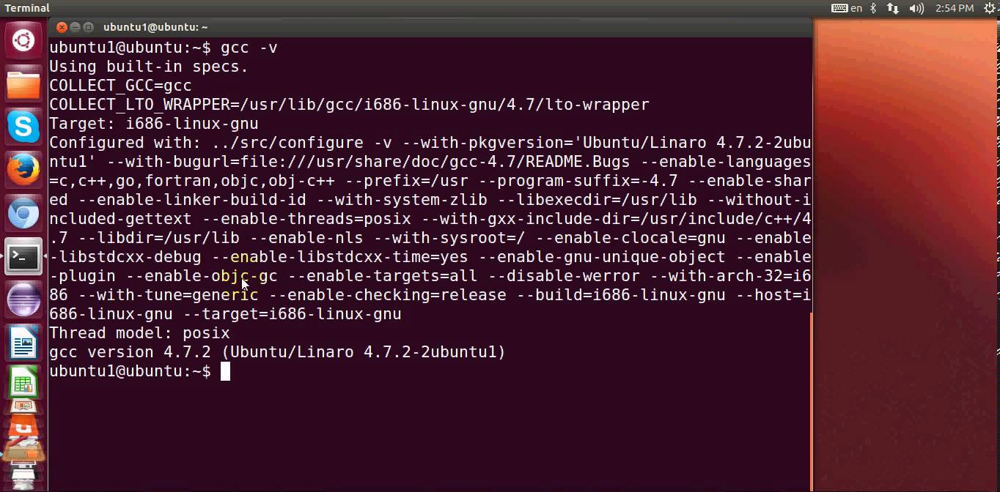 Terminal
en
2:54 PM
ubuntu1@ubuntu: ~
ubuntu1@ubuntu:~$ gcc -v
Using built-in specs.
COLLECT_GCC=gcc
COLLECT_LTO_WRAPPER=/usr/lib/gcc/i686-linux-gnu/4.7/lto-wrapper
Target: i686-linux-gnu
Configured with: ../src/configure -v --with-pkgversion='Ubuntu/Linaro 4.7.2-2ubu
ntu1' --with-bugurl=file:///usr/share/doc/gcc-4.7/README.Bugs --enable-languages
=c,c++,go,fortran,objc,obj-c++ --prefix=/usr --program-suffix=-4.7 --enable-shar
ed --enable-linker-build-id --with-system-zlib --libexecdir=/usr/lib --without-i
ncluded-gettext --enable-threads=posix --with-gxx-include-dir=/usr/include/c++/4
.7 --libdir=/usr/lib --enable-nls --with-sysroot=/ --enable-clocale=gnu --enable
-libstdcxx-debug --enable-libstdcxx-time=yes --enable-gnu-unique-object --enable
-plugin --enable-objc-gc --enable-targets=all --disable-werror --with-arch-32=i6
86 --with-tune=generic --enable-checking=release --build=i686-linux-gnu --host=i
686-linux-gnu --target=i686-linux-gnu
Thread model: posix
gcc version 4.7.2 (Ubuntu/Linaro 4.7.2-2ubuntu1)
ubuntu1@ubuntu:~$